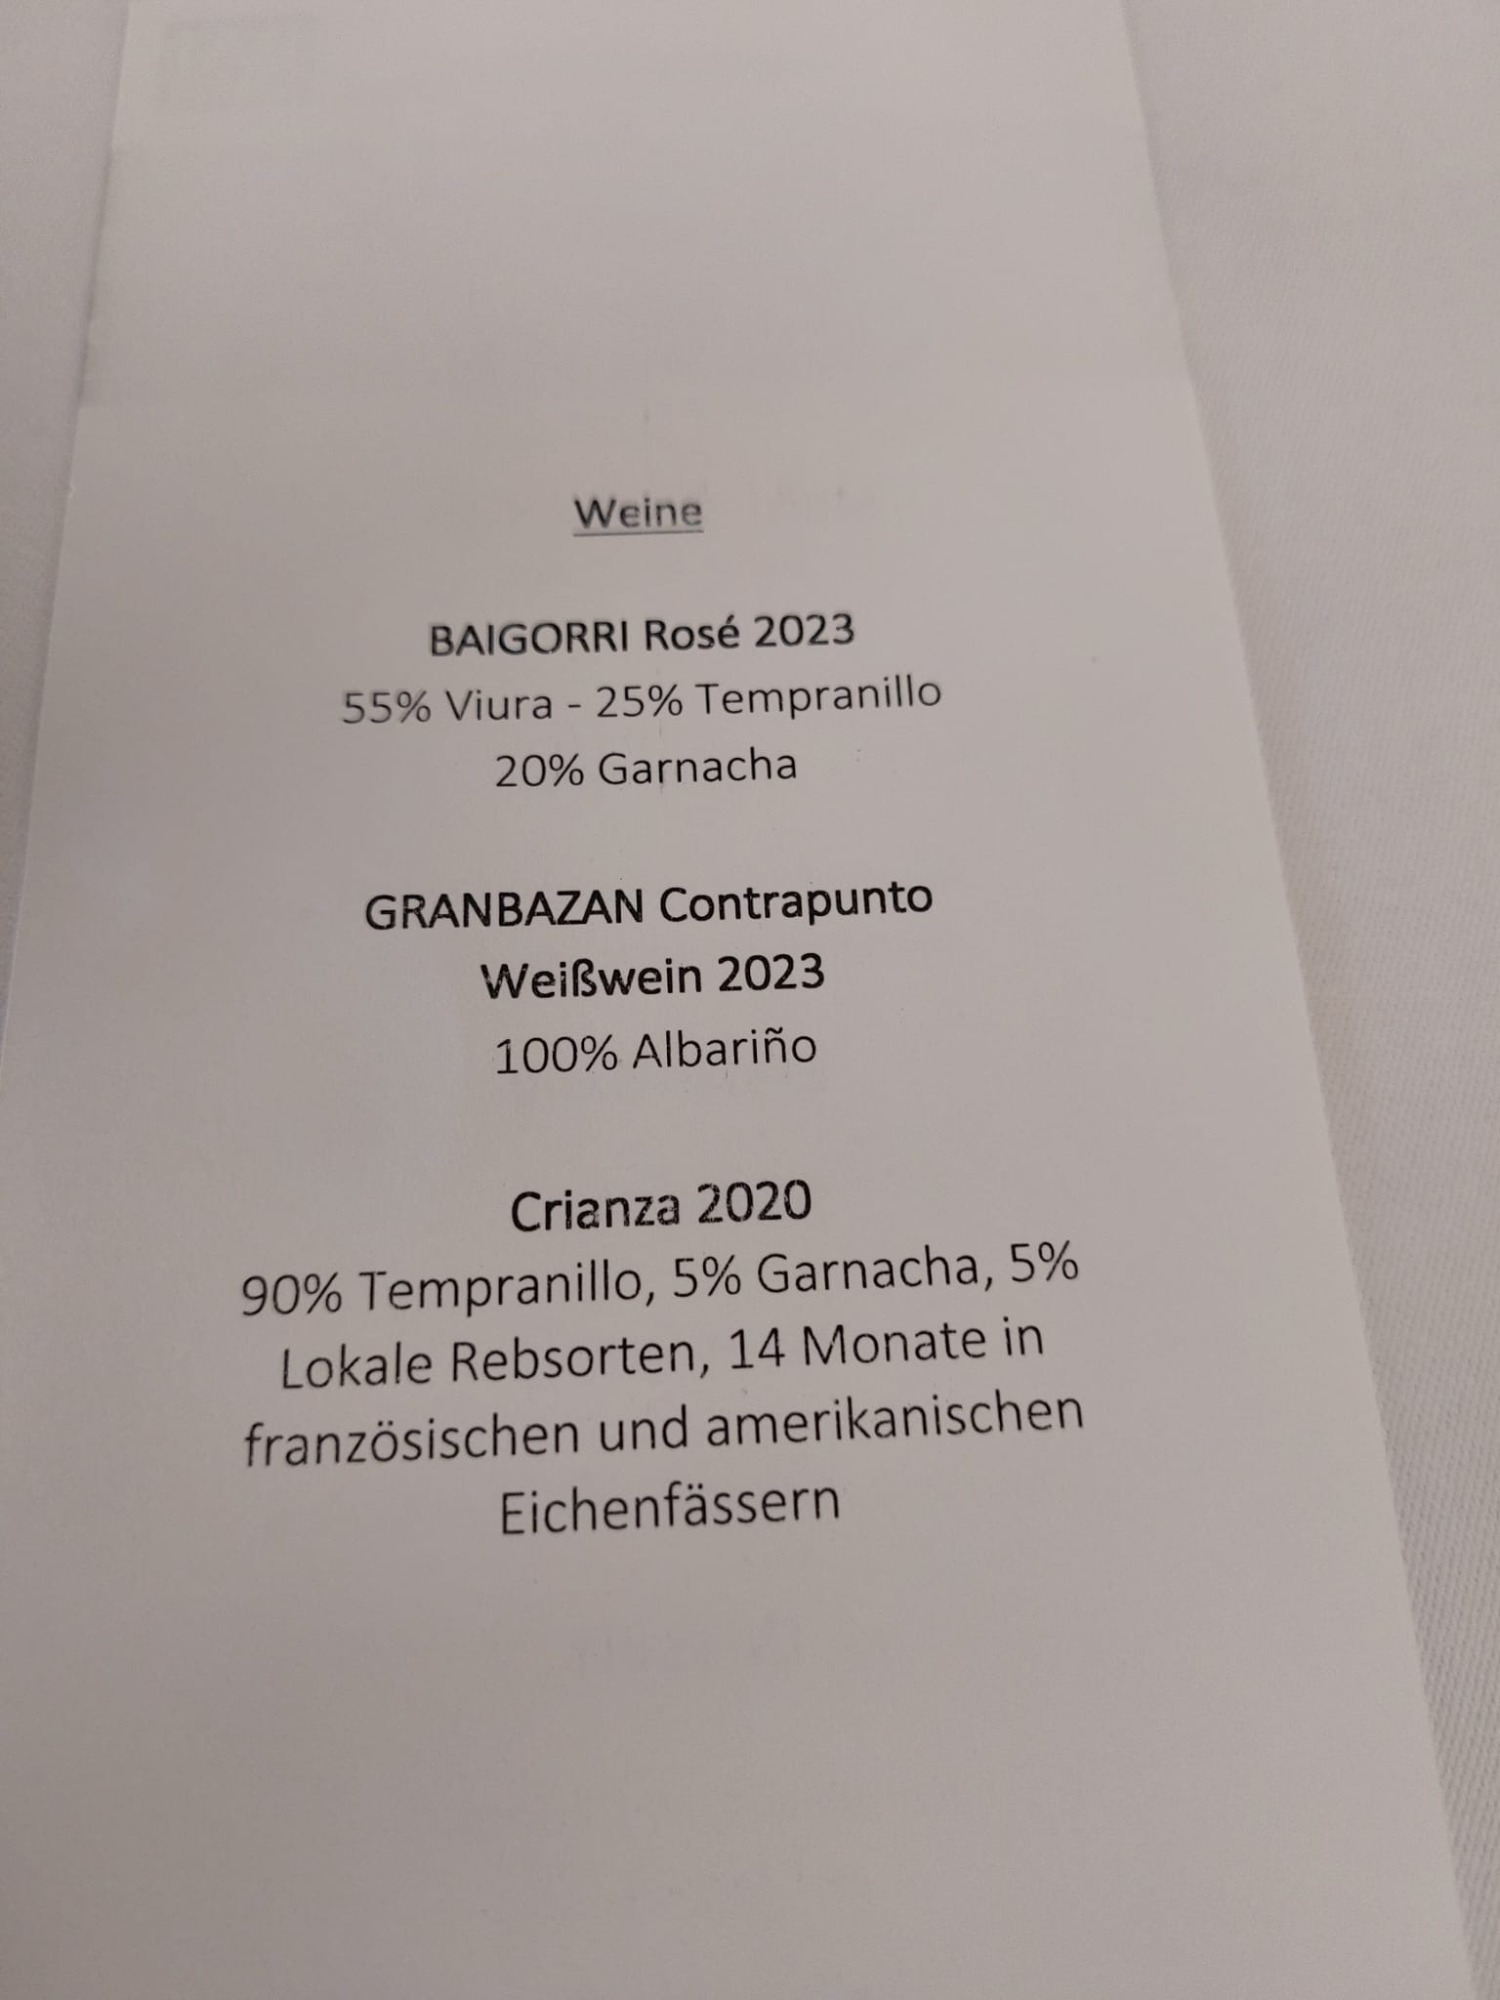 Weine
BAIGORRI Rosé 2023
55% Viura - 25% Tempranillo
20% Garnacha
GRANBAZAN Contrapunto
Weißwein 2023
100% Albariño
Crianza 2020
90% Tempranillo, 5% Garnacha, 5%
Lokale Rebsorten, 14 Monate in
französischen und amerikanischen
Eichenfässern